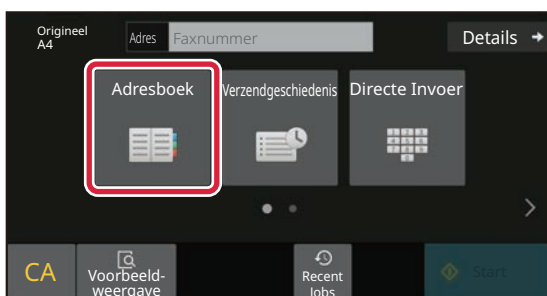 Origineel
A4
Adres
Faxnummer
Details
Adresboek
Verzendgeschiedenis
Directe Invoer
CA
Voorbeeld-
weergave
Recent
Jobs
Start